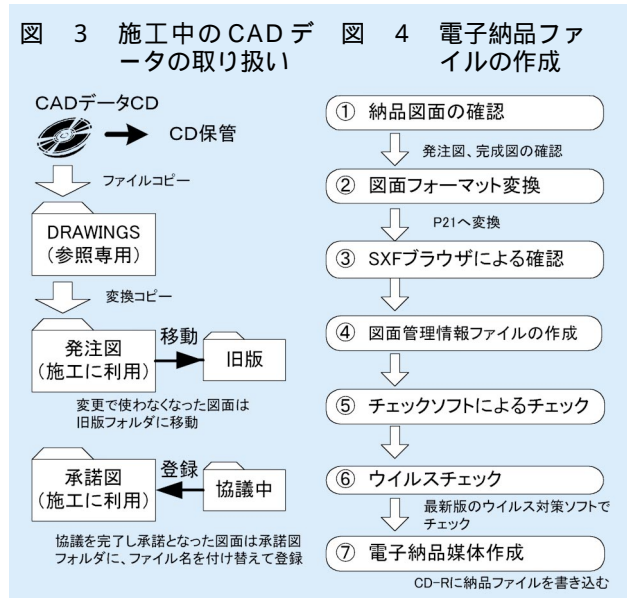 図 3 施工中の CAD デ
ータの取り扱い
CADデータCD
CD保管
ファイルコピー
DRAWINGS
(参照専用)
変換コピー
発注図
(施工に利用)
移動
旧版
変更で使わなくなった図面は
旧版フォルダに移動
承諾図
(施工に利用)
登録
協議中
協議を完了し承諾となった図面は承諾図
フォルダに、ファイル名を付け替えて登録
図 4 電子納品ファ
イルの作成
① 納品図面の確認
発注図、完成図の確認
② 図面フォーマット変換
P21へ変換
③ SXFブラウザによる確認
④ 図面管理情報ファイルの作成
⑤ チェックソフトによるチェック
⑥ ウイルスチェック
最新版のウイルス対策ソフトで
チェック
⑦ 電子納品媒体作成
CD-Rに納品ファイルを書き込む